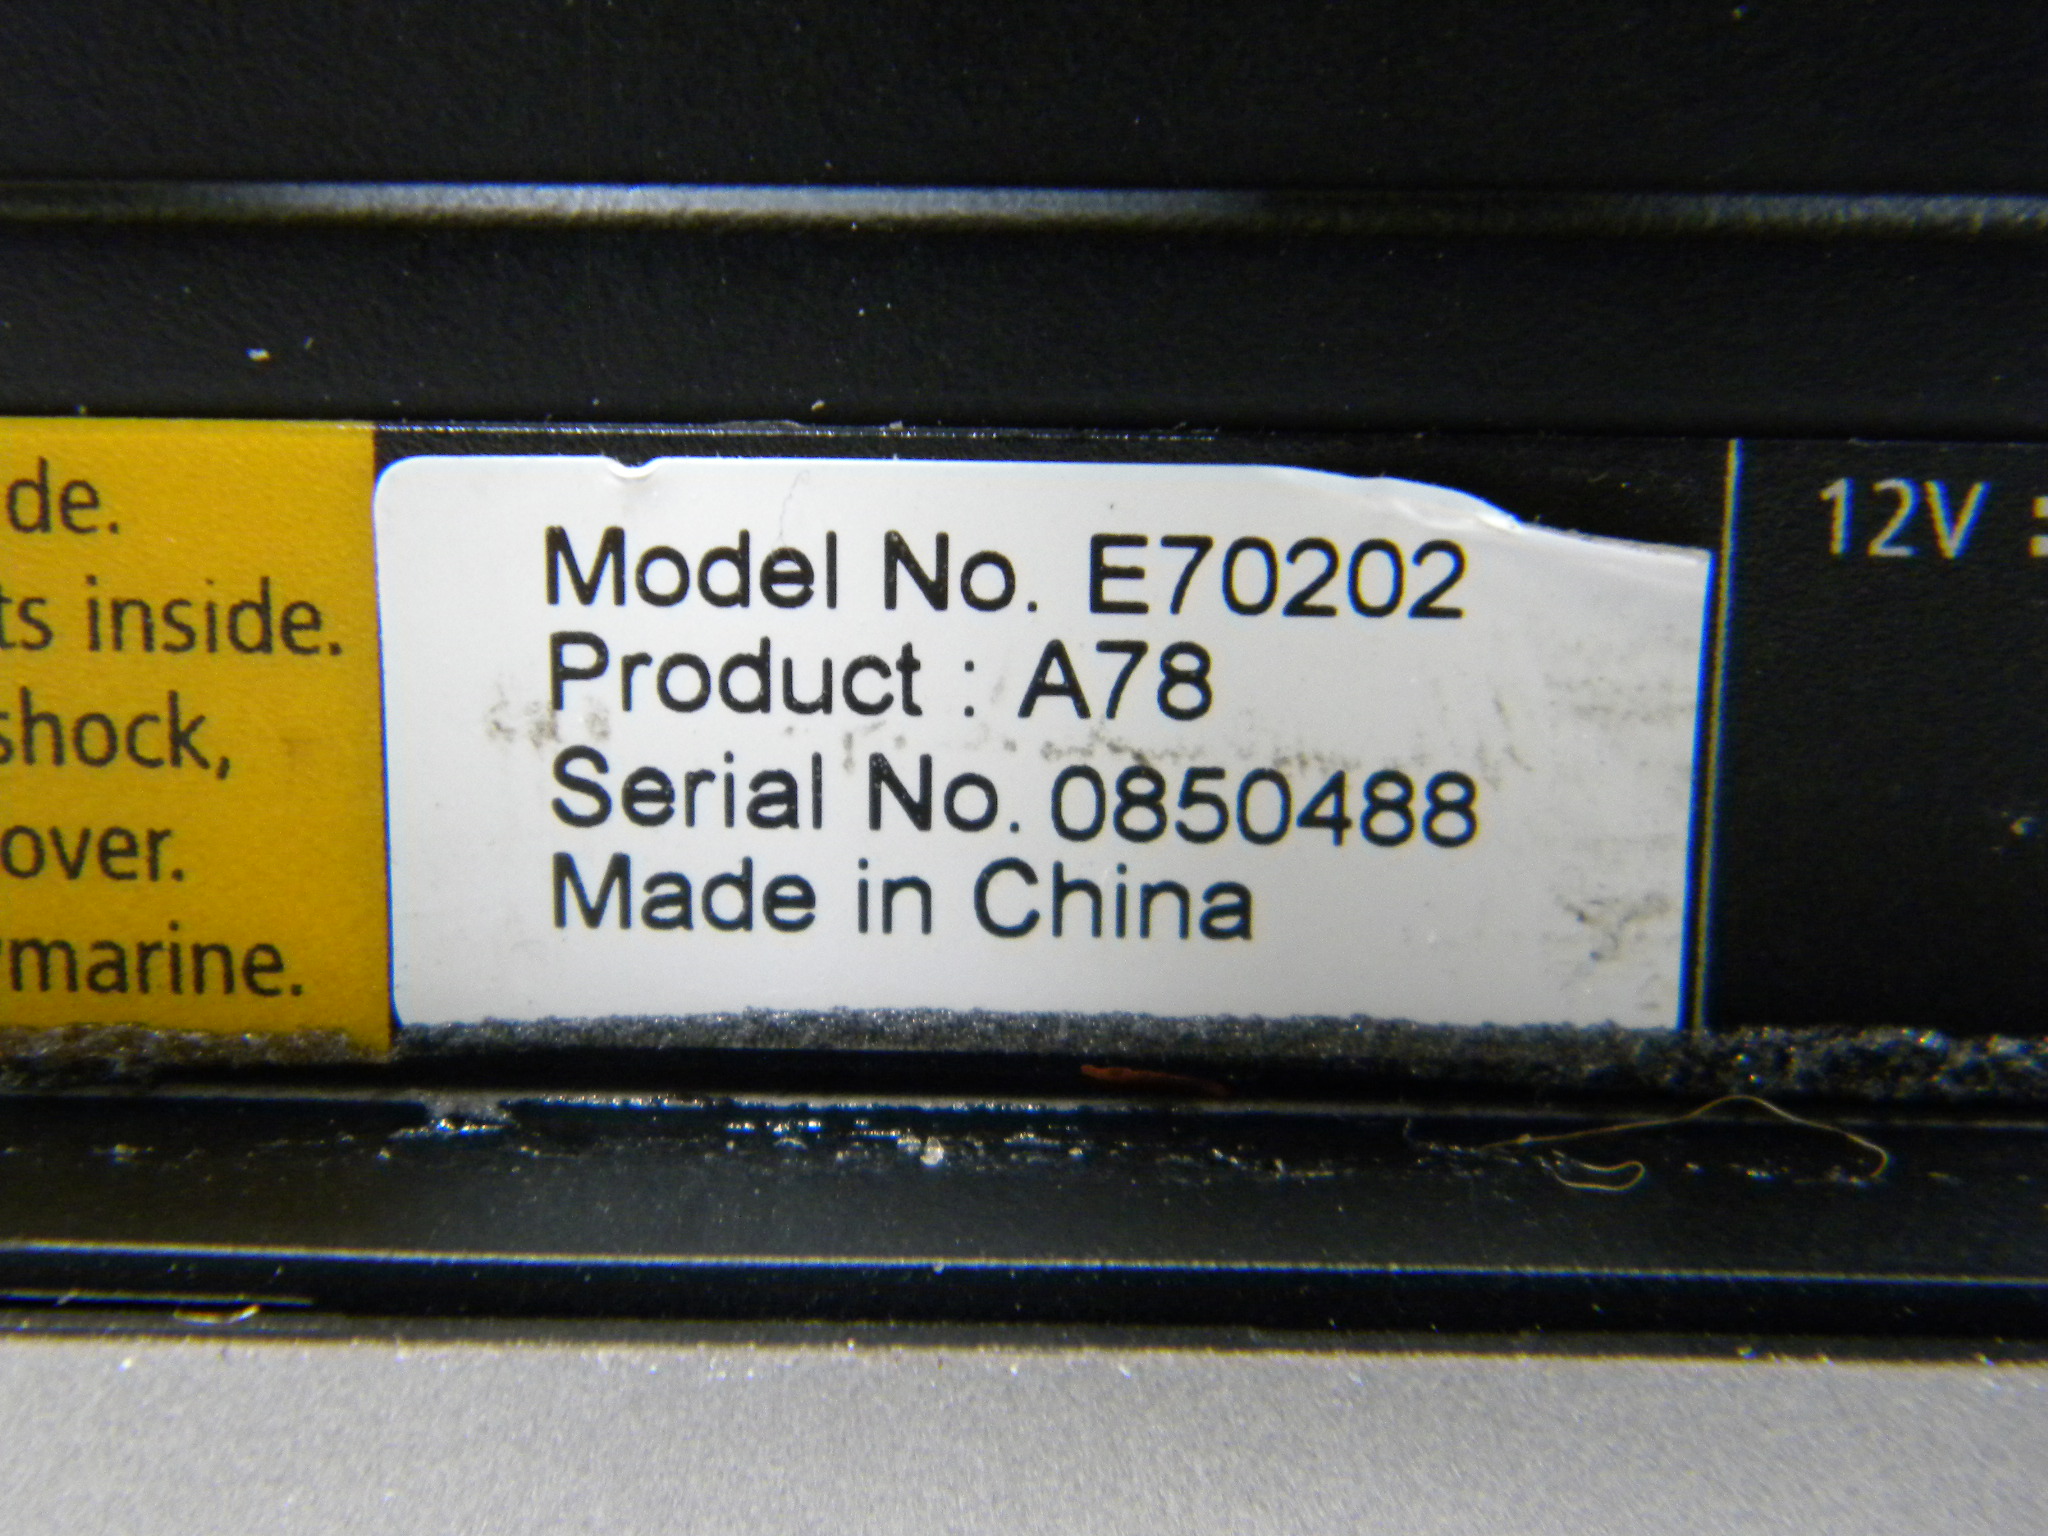 de.
ts inside.
shock,
over.
marine.
Model No. E70202
Product : A78
Serial No. 0850488
Made in China
12V